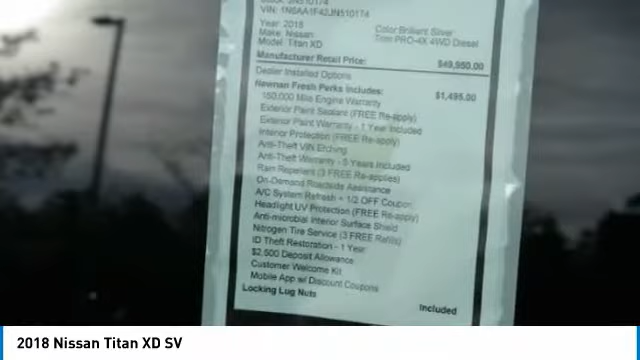 VIN: 1N6AA1F42JN510174
Year: 2018
Make: Nissan
Model: Titan XD
Color Brilliant Silver
Trim PRO-4X 4WD Diesel
Manufacturer Retail Price: $49,950.00
Dealer Installed Options
Newnan Fresh Perks Includes: $1,495.00
150,000 Mile Engine Warranty
Exterior Paint Sealant (FREE Re-apply)
Exterior Paint Warranty - 1 Year Included
Interior Protection (FREE Re-apply)
Anti-Theft VIN Etching
Anti-Theft Warranty - 5 Years Included
Rain Repellent (3 FREE Re-applies)
On-Demand Roadside Assistance
A/C System Refresh + 1/2 OFF Coupon
Headlight UV Protection (FREE Re-apply)
Anti-microbial Interior Surface Shield
Nitrogen Tire Service (3 FREE Refills)
ID Theft Restoration - 1 Year
$2,500 Deposit Allowance
Customer Welcome Kit
Mobile App w/ Discount Coupons
Locking Lug Nuts Included
2018 Nissan Titan XD SV